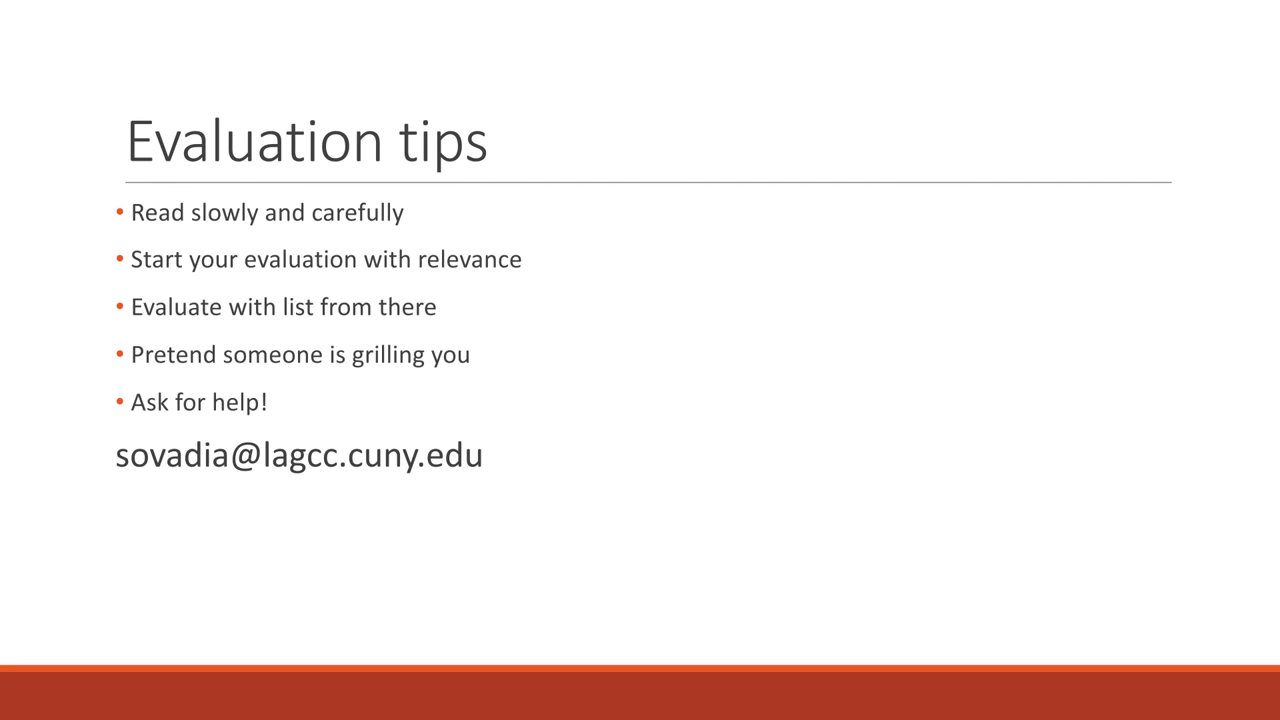 Evaluation tips
• Read slowly and carefully
• Start your evaluation with relevance
• Evaluate with list from there
• Pretend someone is grilling you
• Ask for help!
sovadia@lagcc.cuny.edu